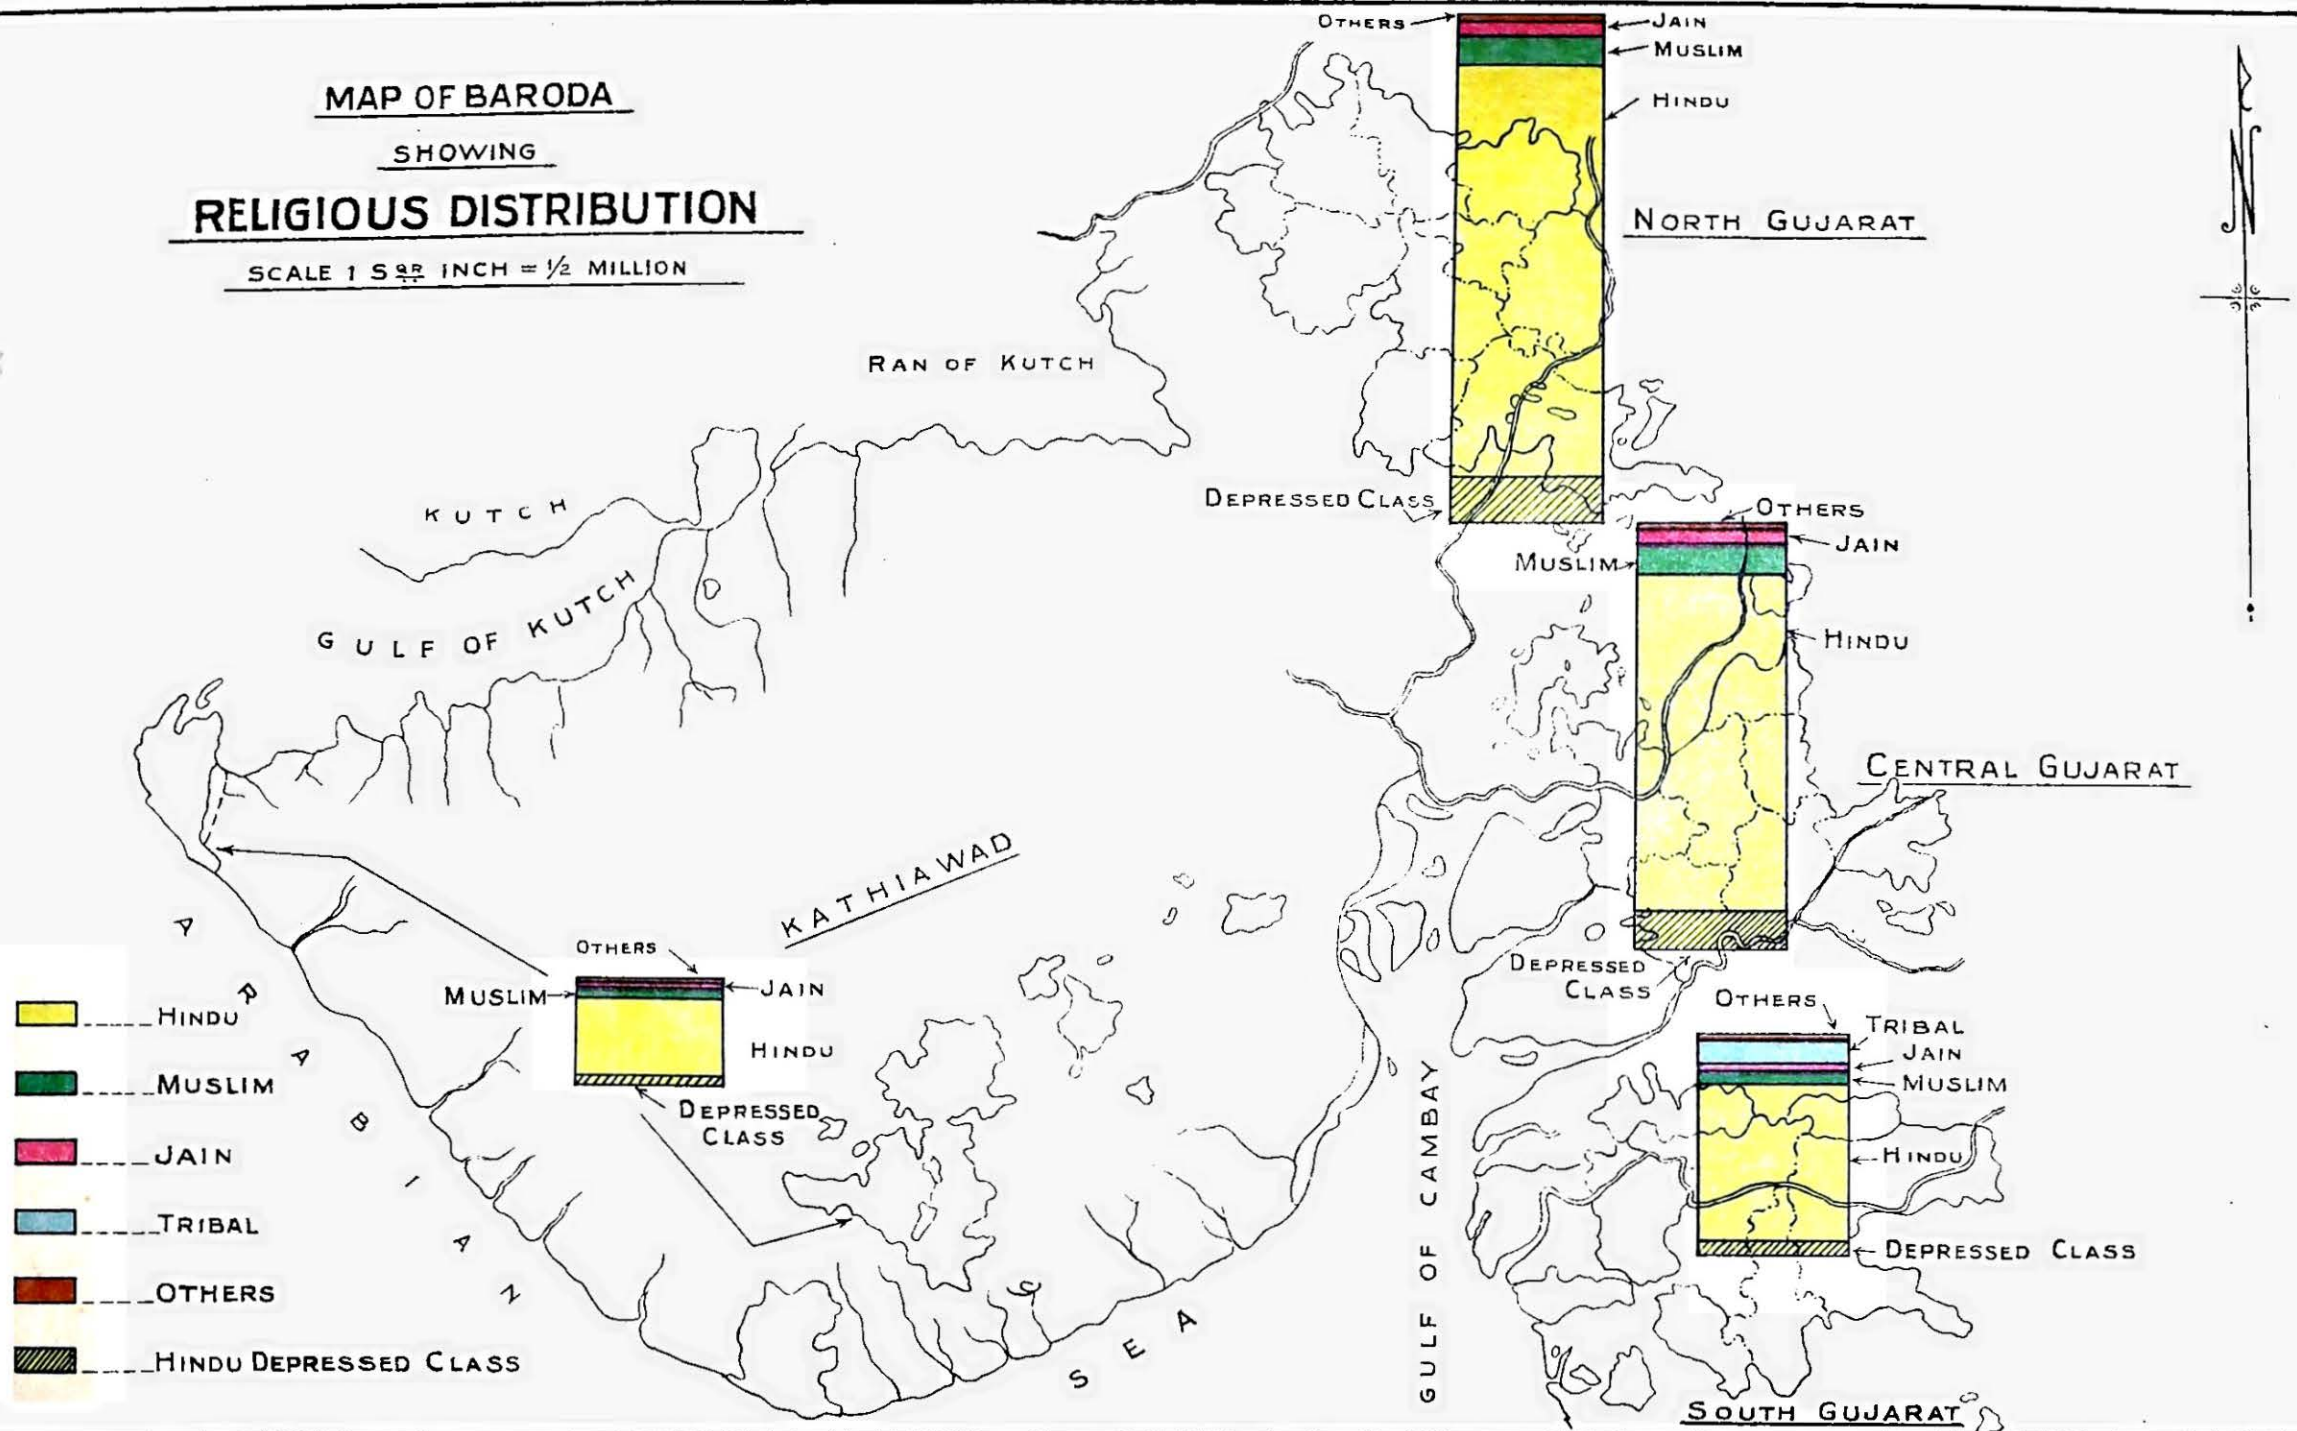 MAP OF BARODA
SHOWING
RELIGIOUS DISTRIBUTION
SCALE 1 SQR INCH = 1/2 MILLION
OTHERS
JAIN
MUSLIM
HINDU
N
NORTH GUJARAT
DEPRESSED CLASS
RAN OF KUTCH
KUTCH
GULF OF KUTCH
OTHERS
JAIN
MUSLIM
HINDU
CENTRAL GUJARAT
DEPRESSED
CLASS
KATHIAWAD
OTHERS
MUSLIM
JAIN
HINDU
DEPRESSED
CLASS
OTHERS
TRIBAL
JAIN
MUSLIM
HINDU
DEPRESSED CLASS
SOUTH GUJARAT
GULF OF CAMBAY
ARABIAN SEA
HINDU
MUSLIM
JAIN
TRIBAL
OTHERS
HINDU DEPRESSED CLASS